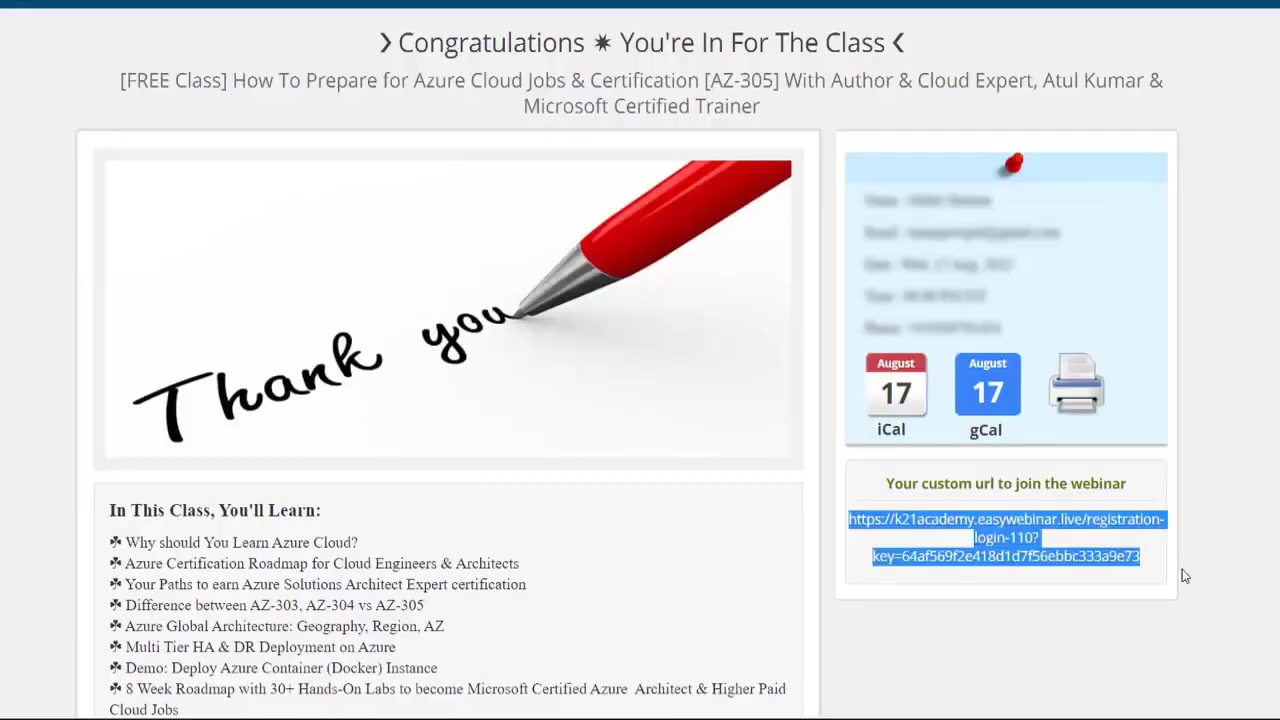 ❯ Congratulations ✷ You're In For The Class ❮
[FREE Class] How To Prepare for Azure Cloud Jobs & Certification [AZ-305] With Author & Cloud Expert, Atul Kumar &
Microsoft Certified Trainer
Thank you
In This Class, You'll Learn:
☘ Why should You Learn Azure Cloud?
☘ Azure Certification Roadmap for Cloud Engineers & Architects
☘ Your Paths to earn Azure Solutions Architect Expert certification
☘ Difference between AZ-303, AZ-304 vs AZ-305
☘ Azure Global Architecture: Geography, Region, AZ
☘ Multi Tier HA & DR Deployment on Azure
☘ Demo: Deploy Azure Container (Docker) Instance
☘ 8 Week Roadmap with 30+ Hands-On Labs to become Microsoft Certified Azure Architect & Higher Paid
Cloud Jobs
August August
17 17
iCal gCal
Your custom url to join the webinar
https://k21academy.easywebinar.live/registration-
login-110?
key=64af569f2e418d1d7f56ebbc333a9e73